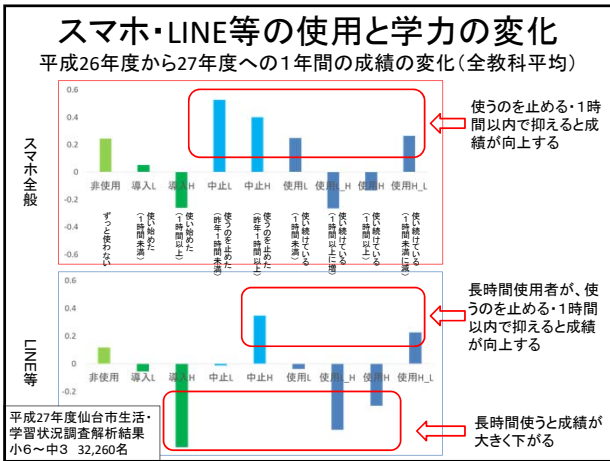 スマホ・LINE等の使用と学力の変化
平成26年度から27年度への１年間の成績の変化（全教科平均）
スマホ全般
0.6
0.4
0.2
0
-0.2
-0.4
-0.6
非使用
導入L
導入H
中止L
中止H
使用L
使用L_H
使用H
使用H_L
ずっと使わない
使い始めた
（1時間未満）
使い始めた
（1時間以上）
使うのを止めた
（昨年1時間未満）
使うのを止めた
（昨年1時間以上）
使い続けている
（1時間未満）
使い続けている
（1時間以上に増）
使い続けている
（1時間以上）
使い続けている
（1時間未満に減）
使うのを止める・１時
間以内で抑えると成
績が向上する
LINE等
0.6
0.4
0.2
0
-0.2
非使用
導入L
導入H
中止L
中止H
使用L
使用L_H
使用H
使用H_L
長時間使用者が、使
うのを止める・１時間
以内で抑えると成績
が向上する
長時間使うと成績が
大きく下がる
平成27年度仙台市生活・
学習状況調査解析結果
小６～中３ 32,260名